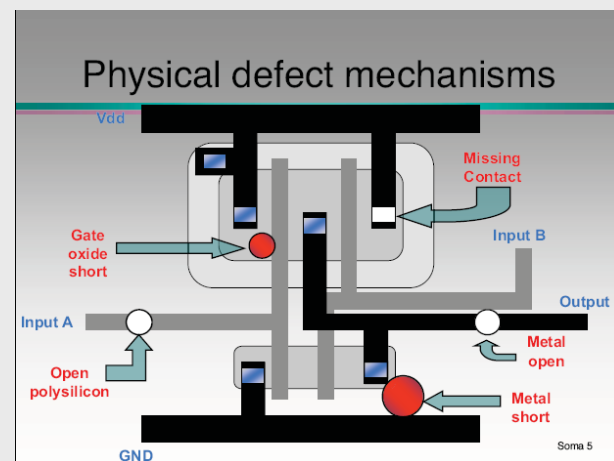 Physical defect mechanisms
Vdd
Missing
Contact
Gate
oxide
short
Input B
Input A
Output
Open
polysilicon
Metal
open
Metal
short
GND
Soma 5